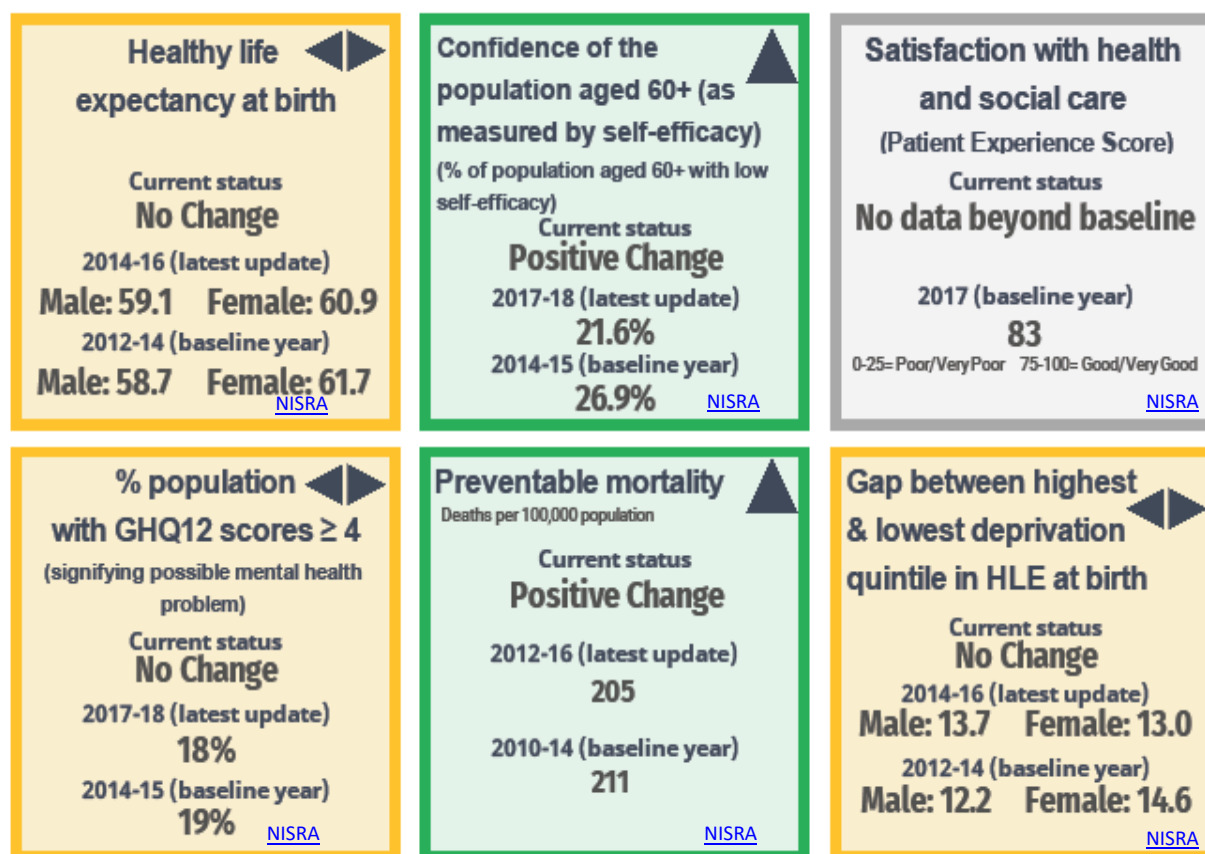 Healthy life
expectancy at birth
Current status
No Change
2014-16 (latest update)
Male: 59.1 Female: 60.9
2012-14 (baseline year)
Male: 58.7 Female: 61.7
NISRA
Confidence of the
population aged 60+ (as
measured by self-efficacy)
(% of population aged 60+ with low
self-efficacy)
Current status
Positive Change
2017-18 (latest update)
21.6%
2014-15 (baseline year)
26.9%
NISRA
Satisfaction with health
and social care
(Patient Experience Score)
Current status
No data beyond baseline
2017 (baseline year)
83
0-25= Poor/Very Poor 75-100= Good/Very Good
NISRA
% population
with GHQ12 scores ≥ 4
(signifying possible mental health
problem)
Current status
No Change
2017-18 (latest update)
18%
2014-15 (baseline year)
19%
NISRA
Preventable mortality
Deaths per 100,000 population
Current status
Positive Change
2012-16 (latest update)
205
2010-14 (baseline year)
211
NISRA
Gap between highest
& lowest deprivation
quintile in HLE at birth
Current status
No Change
2014-16 (latest update)
Male: 13.7 Female: 13.0
2012-14 (baseline year)
Male: 12.2 Female: 14.6
NISRA